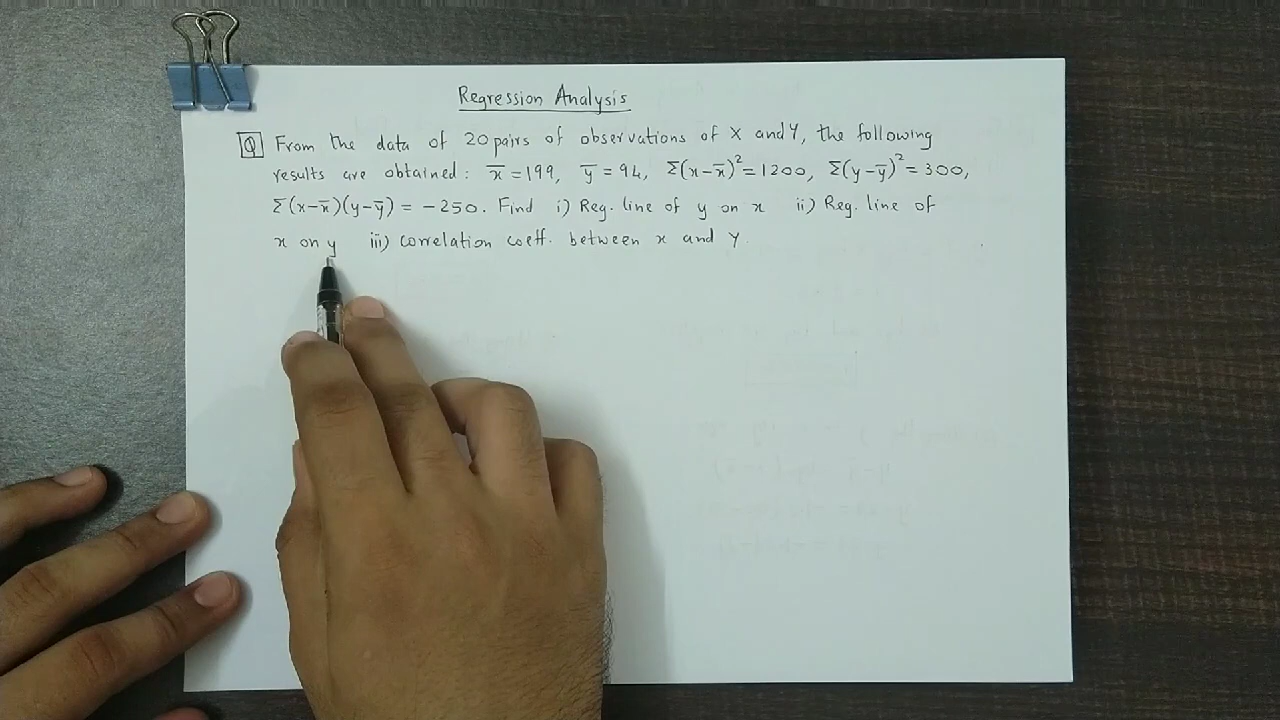 Regression Analysis
Q From the data of 20 pairs of observations of X and Y, the following
results are obtained: x̅ = 199, y̅ = 94, Σ(x-x̅)² = 1200, Σ(y-y̅)² = 300,
Σ(x-x̅)(y-y̅) = -250. Find i) Reg. line of y on x ii) Reg. line of
x on y iii) correlation coeff. between x and y.